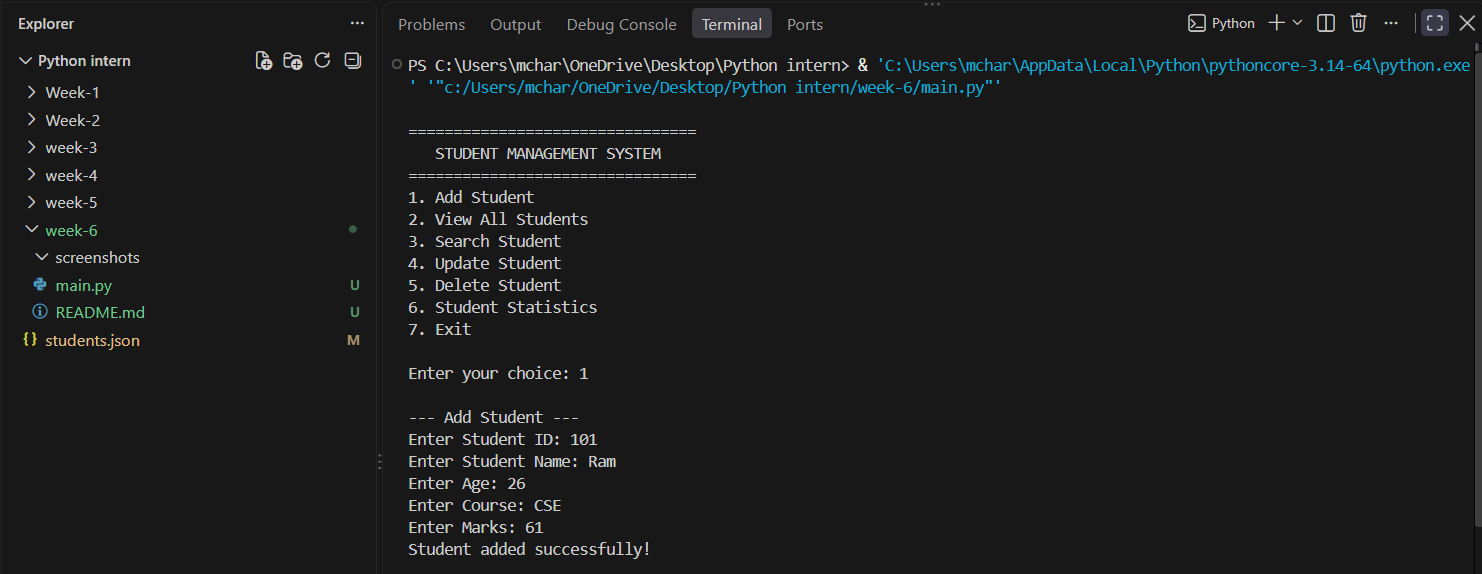 Explorer
Python intern
Week-1
Week-2
week-3
week-4
week-5
week-6
screenshots
main.py U
README.md U
{} students.json M
Problems Output Debug Console Terminal Ports
Python
PS C:\Users\mchar\OneDrive\Desktop\Python intern> & 'C:\Users\mchar\AppData\Local\Python\pythoncore-3.14-64\python.exe
' '"c:/Users/mchar/OneDrive/Desktop/Python intern/week-6/main.py"'
================================
STUDENT MANAGEMENT SYSTEM
================================
1. Add Student
2. View All Students
3. Search Student
4. Update Student
5. Delete Student
6. Student Statistics
7. Exit
Enter your choice: 1
--- Add Student ---
Enter Student ID: 101
Enter Student Name: Ram
Enter Age: 26
Enter Course: CSE
Enter Marks: 61
Student added successfully!